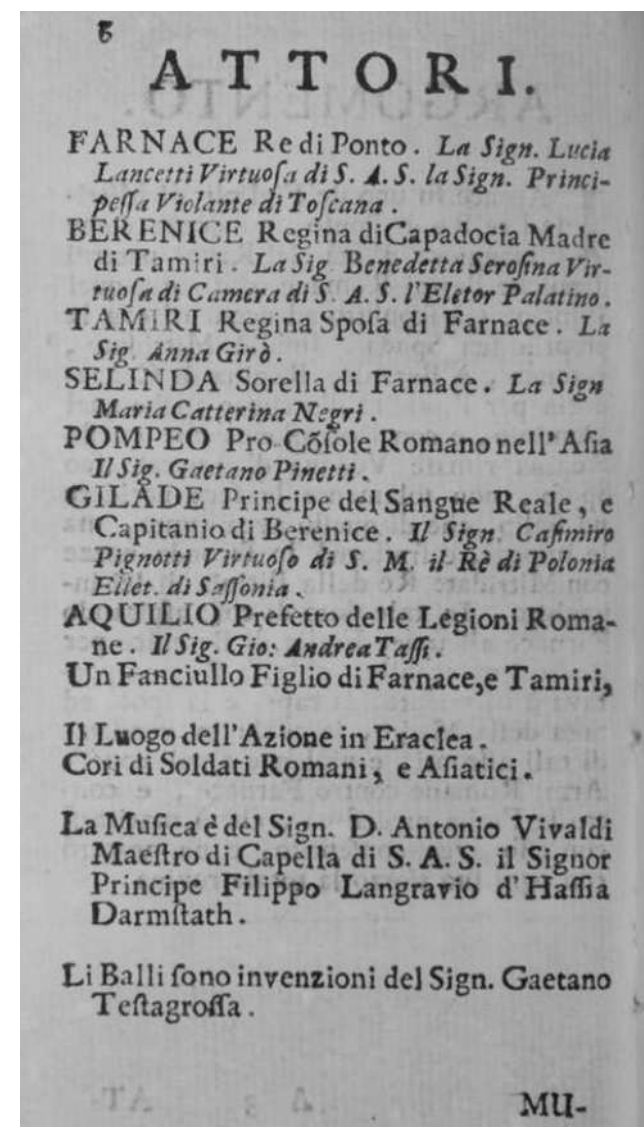 6
ATTORI.
FARNACE Re di Ponto. La Sign. Lucia
Lancetti Virtuoſa di S. A. S. la Sign. Princi-
peſſa Violante di Toſcana.
BERENICE Regina diCapadocia Madre
di Tamiri. La Sig Benedetta Seroſina Vir-
tuoſa di Camera di S. A. S. l'Eletor Palatino.
TAMIRI Regina Spoſa di Farnace. La
Sig. Anna Girò.
SELINDA Sorella di Farnace. La Sign
Maria Catterina Negri.
POMPEO Pro Cõſole Romano nell' Aſia
Il Sig. Gaetano Pinetti.
GILADE Principe del Sangue Reale, e
Capitanio di Berenice. Il Sign. Caſimiro
Pignotti Virtuoſo di S. M. il Rè di Polonia
Ellet. di Saſſonia.
AQUILIO Prefetto delle Legioni Roma-
ne. Il Sig. Gio: Andrea Taſſi.
Un Fanciullo Figlio di Farnace, e Tamiri,
Il Luogo dell'Azione in Eraclea.
Cori di Soldati Romani, e Aſiatici.
La Muſica è del Sign. D. Antonio Vivaldi
Maeſtro di Capella di S. A. S. il Signor
Principe Filippo Langravio d'Haſſia
Darmſtath.
Li Balli ſono invenzioni del Sign. Gaetano
Teſtagroſſa.
MU-